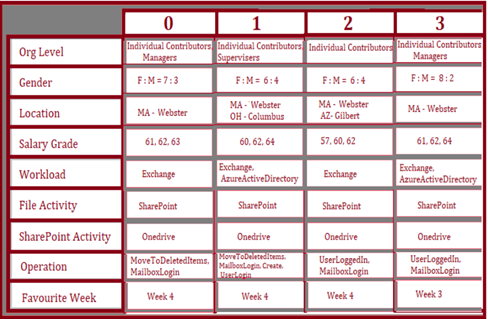 0 1 2 3
Org Level Individual Contributors, Individual Contributors, Individual Contributors Individual Contributors,
Managers Supervisers Managers
Gender F : M = 7 : 3 F : M = 6 : 4 F : M = 6 : 4 F : M = 8 : 2
Location MA - Webster MA - Webster MA - Webster MA - Webster
OH - Columbus AZ- Gilbert
Salary Grade 61, 62, 63 60, 62, 64 57, 60, 62 61, 62, 64
Workload Exchange Exchange, Exchange Exchange,
AzureActiveDirectory AzureActiveDirectory
File Activity SharePoint SharePoint SharePoint SharePoint
SharePoint Activity Onedrive Onedrive Onedrive Onedrive
Operation MoveToDeletedItems, MoveToDeletedItems, UserLoggedIn, UserLoggedIn,
MailboxLogin MailboxLogin, Create, MailboxLogin MailboxLogin
UserLogin
Favourite Week Week 4 Week 4 Week 4 Week 3